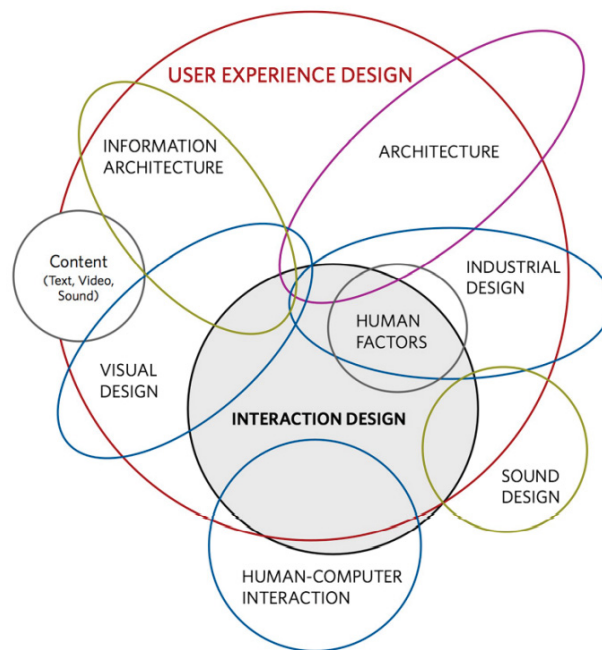 USER EXPERIENCE DESIGN
INFORMATION
ARCHITECTURE
ARCHITECTURE
Content
(Text, Video,
Sound)
INDUSTRIAL
DESIGN
HUMAN
FACTORS
VISUAL
DESIGN
INTERACTION DESIGN
SOUND
DESIGN
HUMAN-COMPUTER
INTERACTION